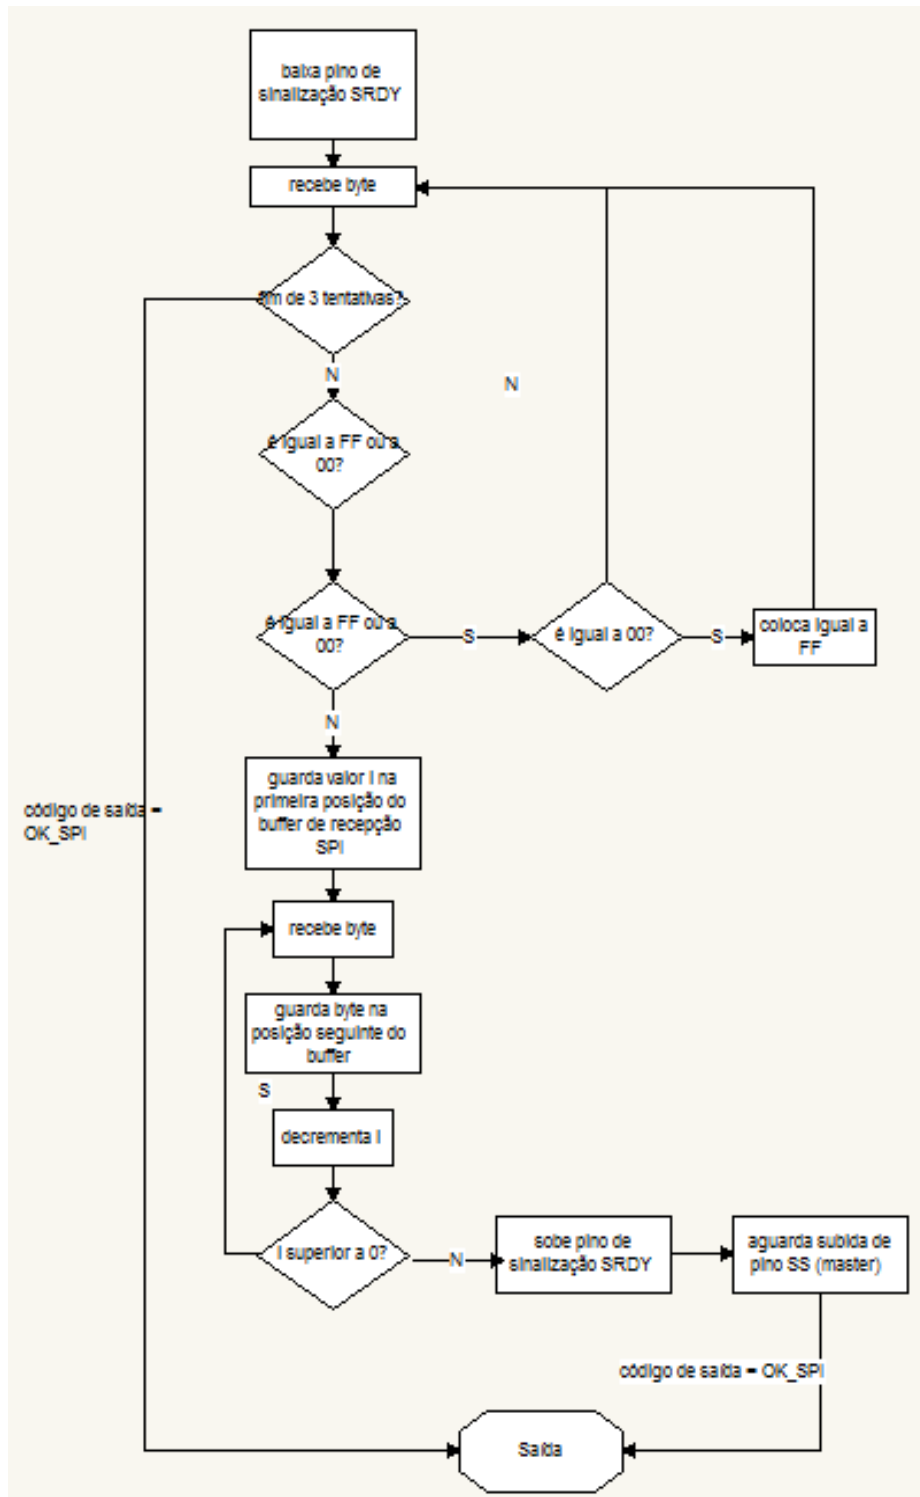 baixa pino de
sinalização SRDY
recebe byte
fim de 3 tentativas?
N
N
é igual a FF ou a
00?
é igual a FF ou a
00?
S
é igual a 00?
S
coloca igual a
FF
N
guarda valor I na
primeira posição do
buffer de recepção
SPI
código de saída =
OK_SPI
recebe byte
guarda byte na
posição seguinte do
buffer
S
decrementa I
I superior a 0?
N
sobe pino de
sinalização SRDY
aguarda subida de
pino SS (master)
código de saída = OK_SPI
Saída